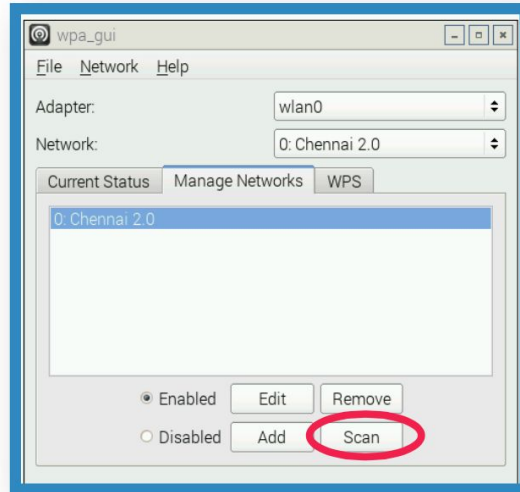 wpa_gui
File Network Help
Adapter: wlan0
Network: 0: Chennai 2.0
Current Status Manage Networks WPS
0: Chennai 2.0
Enabled Edit Remove
Disabled Add Scan